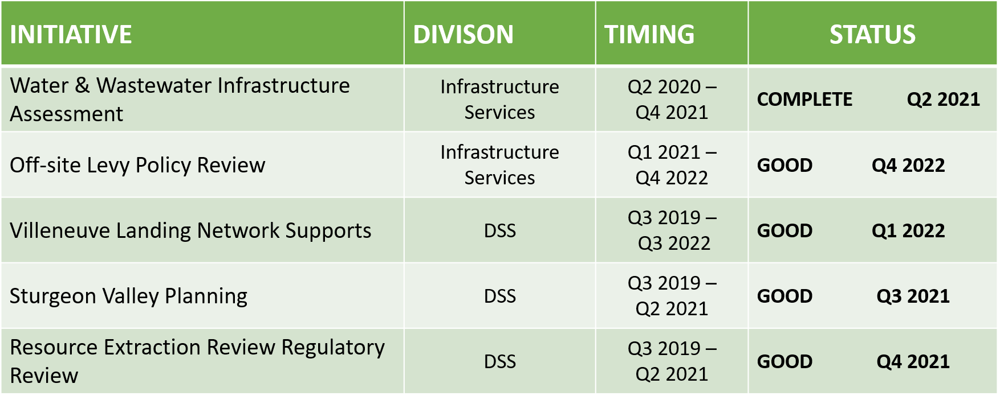 INITIATIVE DIVISON TIMING STATUS
Water & Wastewater Infrastructure
Assessment
Infrastructure
Services
Q2 2020 –
Q4 2021
COMPLETE Q2 2021
Off-site Levy Policy Review
Infrastructure
Services
Q1 2021 –
Q4 2022
GOOD Q4 2022
Villeneuve Landing Network Supports
DSS
Q3 2019 –
Q3 2022
GOOD Q1 2022
Sturgeon Valley Planning
DSS
Q3 2019 –
Q2 2021
GOOD Q3 2021
Resource Extraction Review Regulatory
Review
DSS
Q3 2019 –
Q2 2021
GOOD Q4 2021